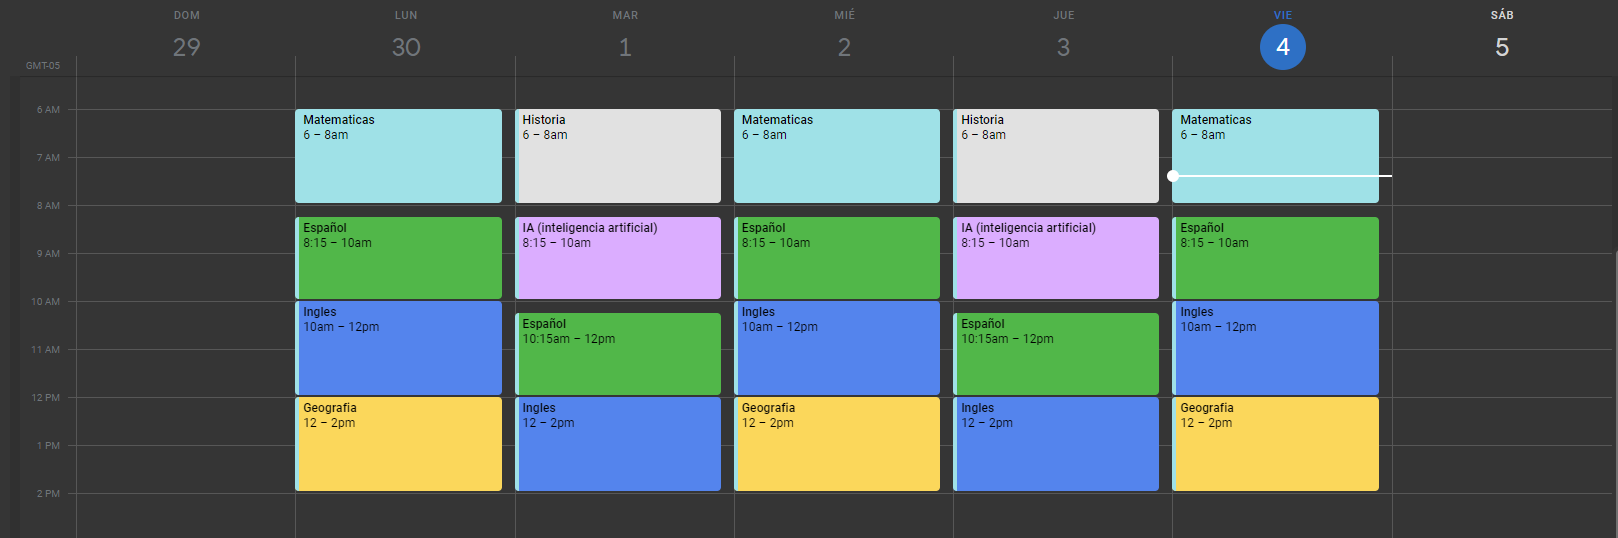 DOM LUN MAR MIÉ JUE VIE SÁB
29 30 1 2 3 4 5
GMT-05
6 AM
Matematicas Historia Matematicas Historia Matematicas
6 – 8am 6 – 8am 6 – 8am 6 – 8am 6 – 8am
7 AM
8 AM
Español IA (inteligencia artificial) Español IA (inteligencia artificial) Español
8:15 – 10am 8:15 – 10am 8:15 – 10am 8:15 – 10am 8:15 – 10am
9 AM
10 AM
Ingles Ingles Ingles
10am – 12pm 10am – 12pm 10am – 12pm
Español Español
10:15am – 12pm 10:15am – 12pm
11 AM
12 PM
Geografia Ingles Geografia Ingles Geografia
12 – 2pm 12 – 2pm 12 – 2pm 12 – 2pm 12 – 2pm
1 PM
2 PM